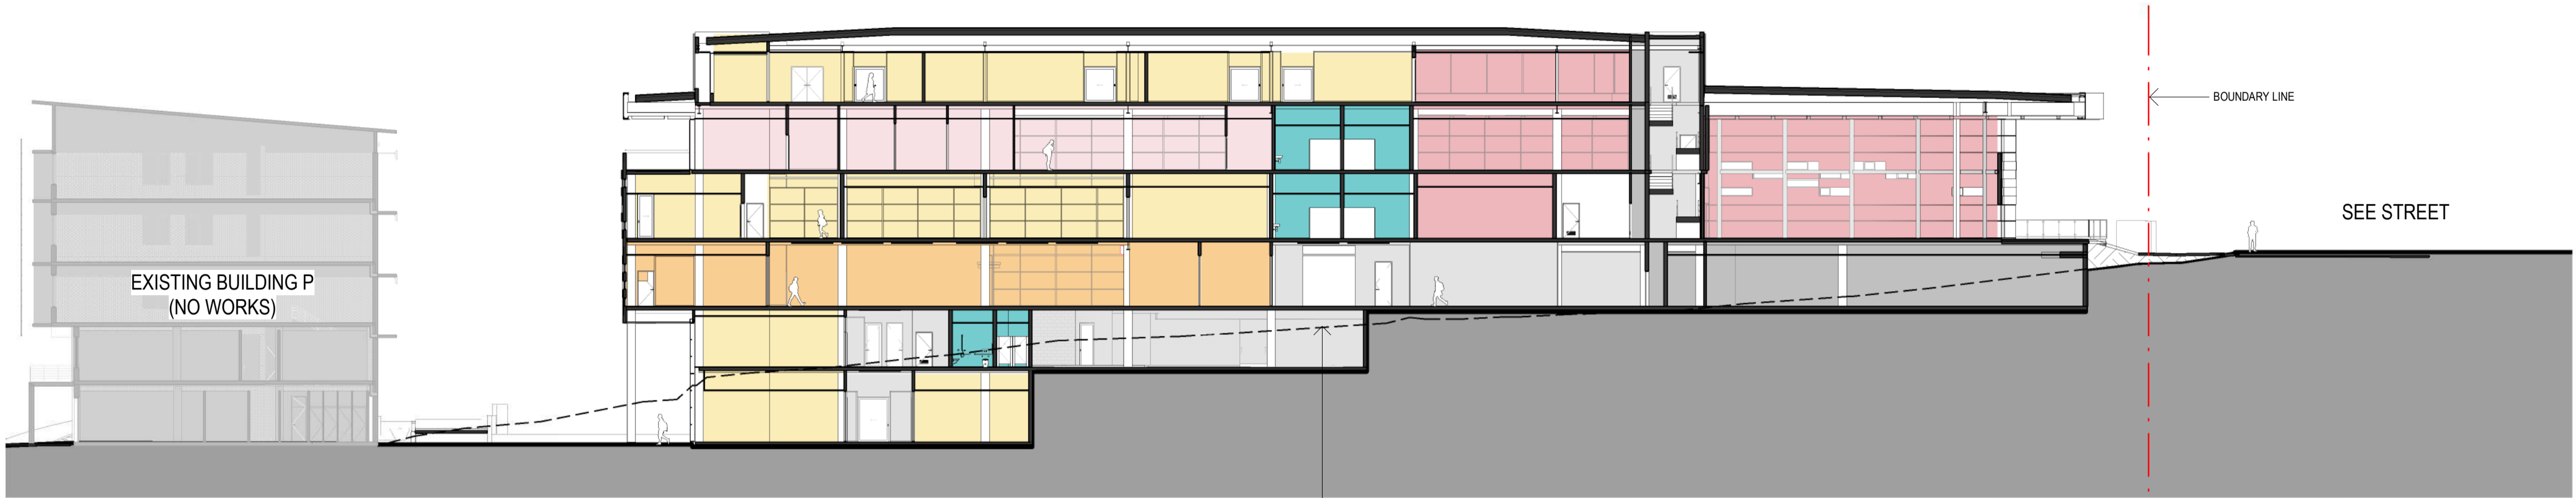 BOUNDARY LINE
SEE STREET
EXISTING BUILDING P
(NO WORKS)